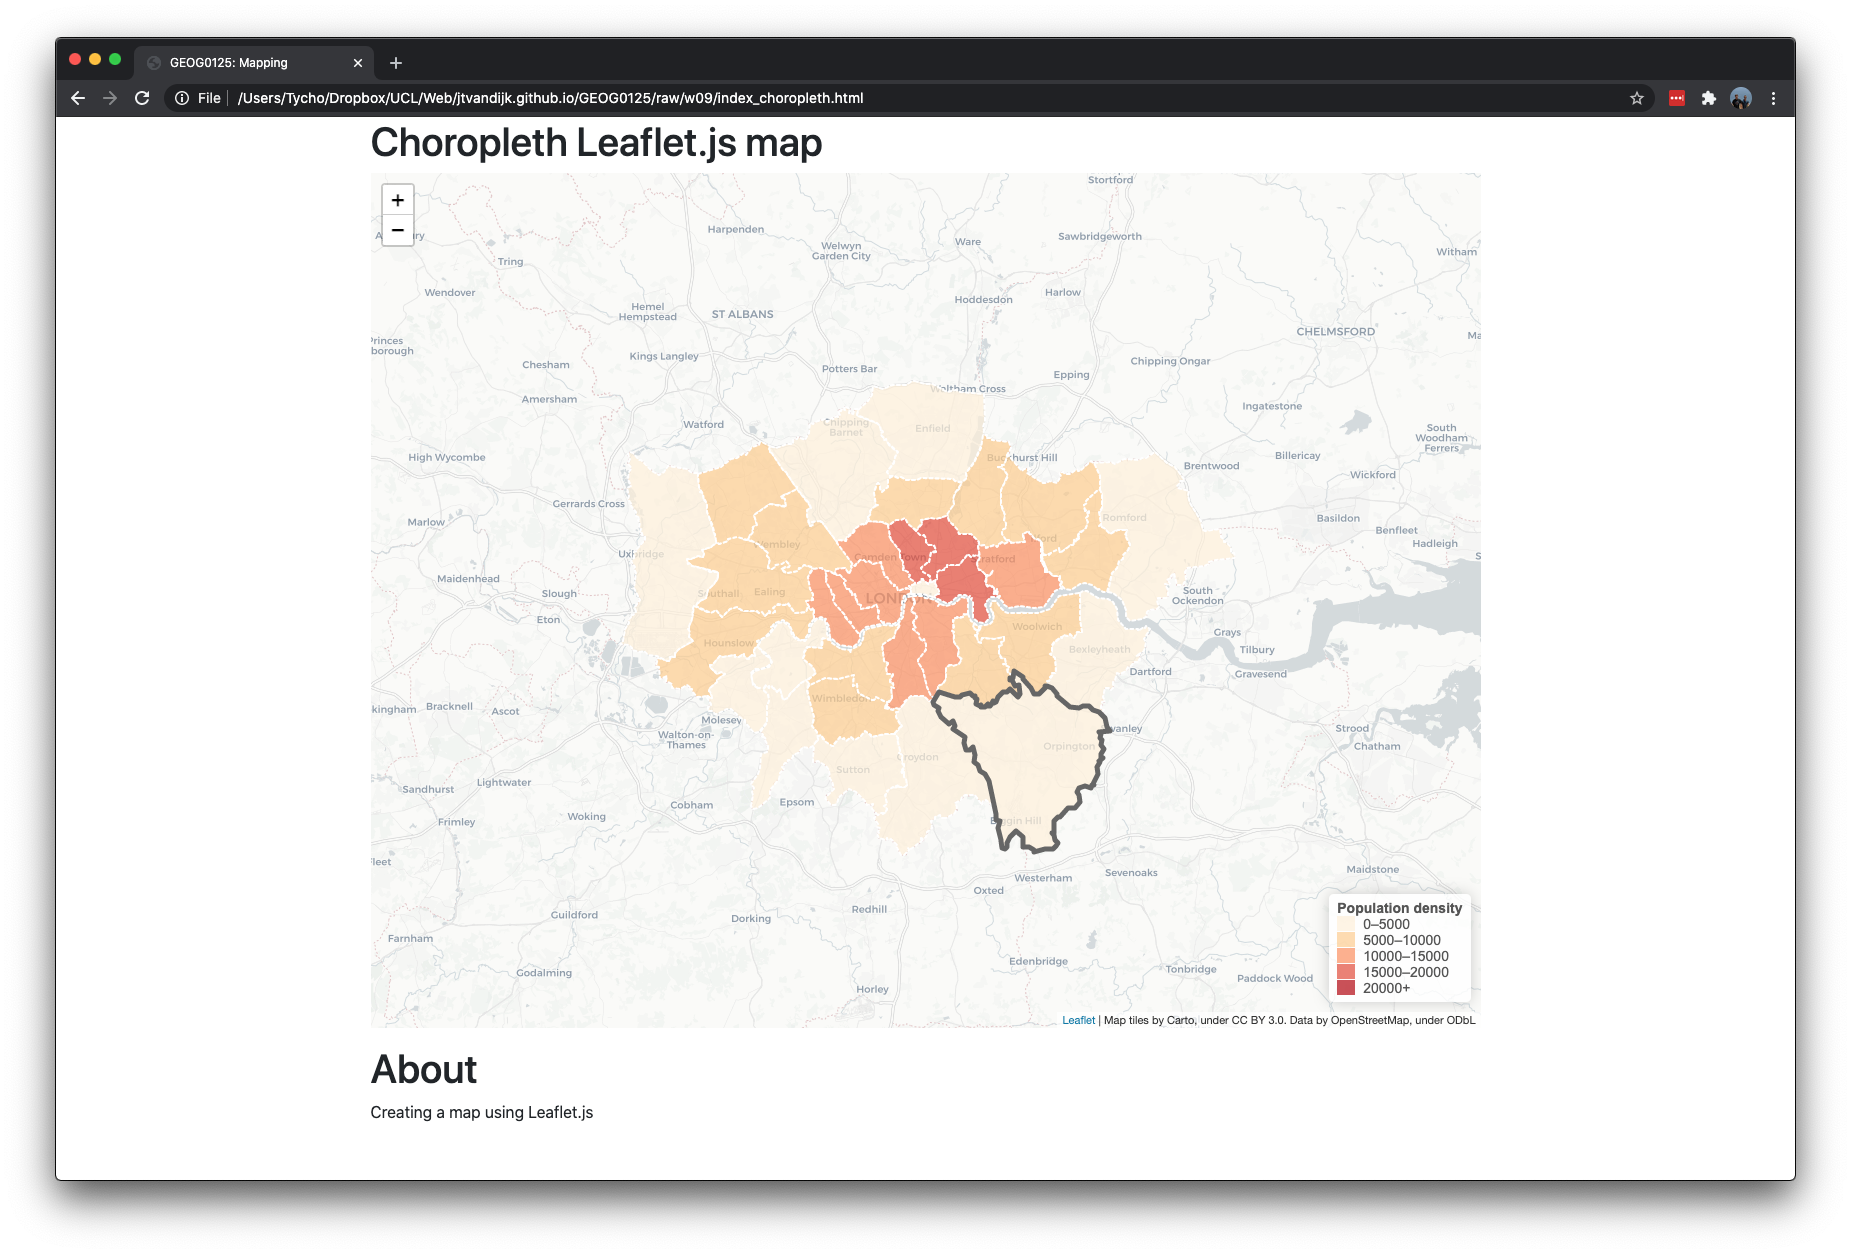 GEOG0125: Mapping
File
/Users/Tycho/Dropbox/UCL/Web/jtvandijk.github.io/GEOG0125/raw/w09/index_choropleth.html
Choropleth Leaflet.js map
+
−
Stortford
Harpenden
Ware
Sawbridgeworth
Welwyn
Garden City
Witham
Tring
Wendover
Harlow
Hoddesdon
Hemel
Hempstead
ST ALBANS
CHELMSFORD
Princes
borough
Kings Langley
Chipping Ongar
Chesham
Potters Bar
Epping
Waltham Cross
Amersham
Ingatestone
Watford
Chipping
Barnet
Enfield
South
Woodham
Ferrers
High Wycombe
Buckhurst Hill
Billericay
Brentwood
Wickford
Gerrards Cross
Marlow
Romford
Basildon
Benfleet
Hadleigh
Wembley
Uxbridge
Camden Town
Stratford
Maidenhead
Slough
Southall
Ealing
LONDON
South
Ockendon
Eton
Woolwich
Grays
Hounslow
Bexleyheath
Tilbury
Dartford
Gravesend
Wimbledon
kingham
Bracknell
Ascot
Molesey
Walton-on-
Thames
wanley
Strood
Orpington
Chatham
Croydon
Sutton
Lightwater
Sandhurst
Cobham
Epsom
Woking
Frimley
Biggin Hill
Fleet
Maidstone
Sevenoaks
Westerham
Oxted
Redhill
Guildford
Dorking
Farnham
Edenbridge
Tonbridge
Godalming
Paddock Wood
Horley
Population density
0–5000
5000–10000
10000–15000
15000–20000
20000+
Leaflet | Map tiles by Carto, under CC BY 3.0. Data by OpenStreetMap, under ODbL
About
Creating a map using Leaflet.js